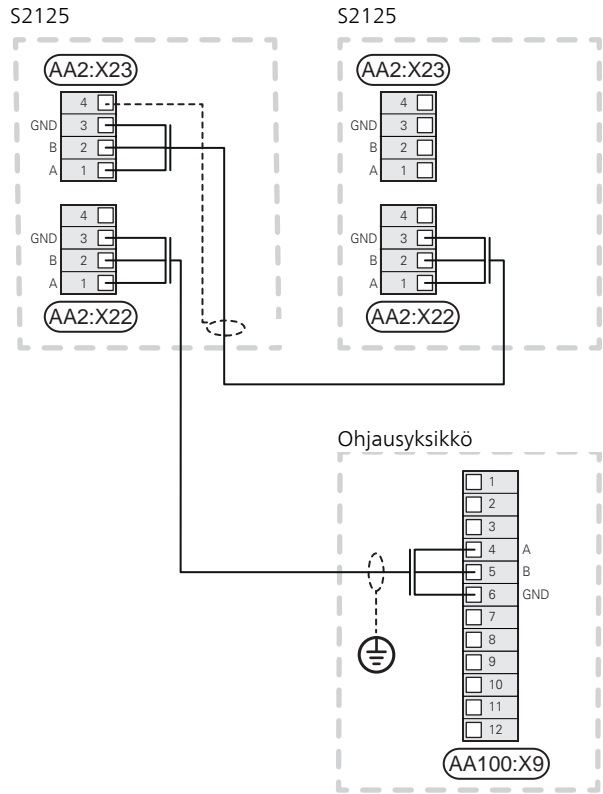 S2125
AA2:X23
4
GND 3
B 2
A 1
4
GND 3
B 2
A 1
AA2:X22
S2125
AA2:X23
4
GND 3
B 2
A 1
4
GND 3
B 2
A 1
AA2:X22
Ohjausyksikkö
1
2
3
4 A
5 B
6 GND
7
8
9
10
11
12
AA100:X9